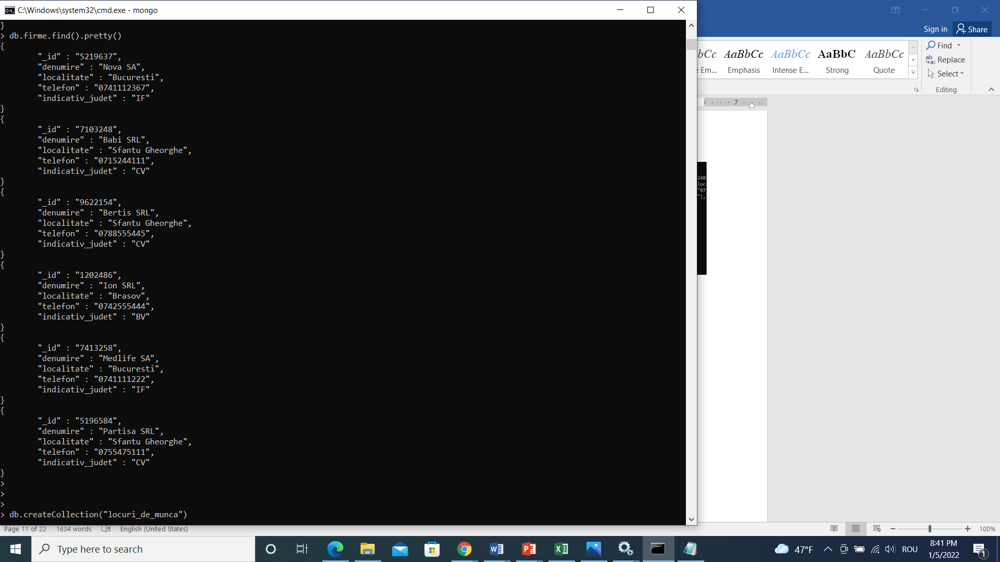 C:\Windows\system32\cmd.exe - mongo
}
> db.firme.find().pretty()
{
"_id" : "5219637",
"denumire" : "Nova SA",
"localitate" : "Bucuresti",
"telefon" : "0741112367",
"indicativ_judet" : "IF"
}
{
"_id" : "7103248",
"denumire" : "Babi SRL",
"localitate" : "Sfantu Gheorghe",
"telefon" : "0715244111",
"indicativ_judet" : "CV"
}
{
"_id" : "9622154",
"denumire" : "Bertis SRL",
"localitate" : "Sfantu Gheorghe",
"telefon" : "0788555445",
"indicativ_judet" : "CV"
}
{
"_id" : "1202486",
"denumire" : "Ion SRL",
"localitate" : "Brasov",
"telefon" : "0742555444",
"indicativ_judet" : "BV"
}
{
"_id" : "7413258",
"denumire" : "Medlife SA",
"localitate" : "Bucuresti",
"telefon" : "0741111222",
"indicativ_judet" : "IF"
}
{
"_id" : "5196584",
"denumire" : "Partisa SRL",
"localitate" : "Sfantu Gheorghe",
"telefon" : "0755475111",
"indicativ_judet" : "CV"
}
>
>
>
> db.createCollection("locuri_de_munca")
Sign in Share
bCc AaBbCc AaBbCc AaBbC AaBbCc
e Em... Emphasis Intense E... Strong Quote
Find
Replace
Select
Editing
7
248
loc
"07
"},
Page 11 of 22 1634 words English (United States) 100%
Type here to search
47°F ROU
8:41 PM
1/5/2022
1